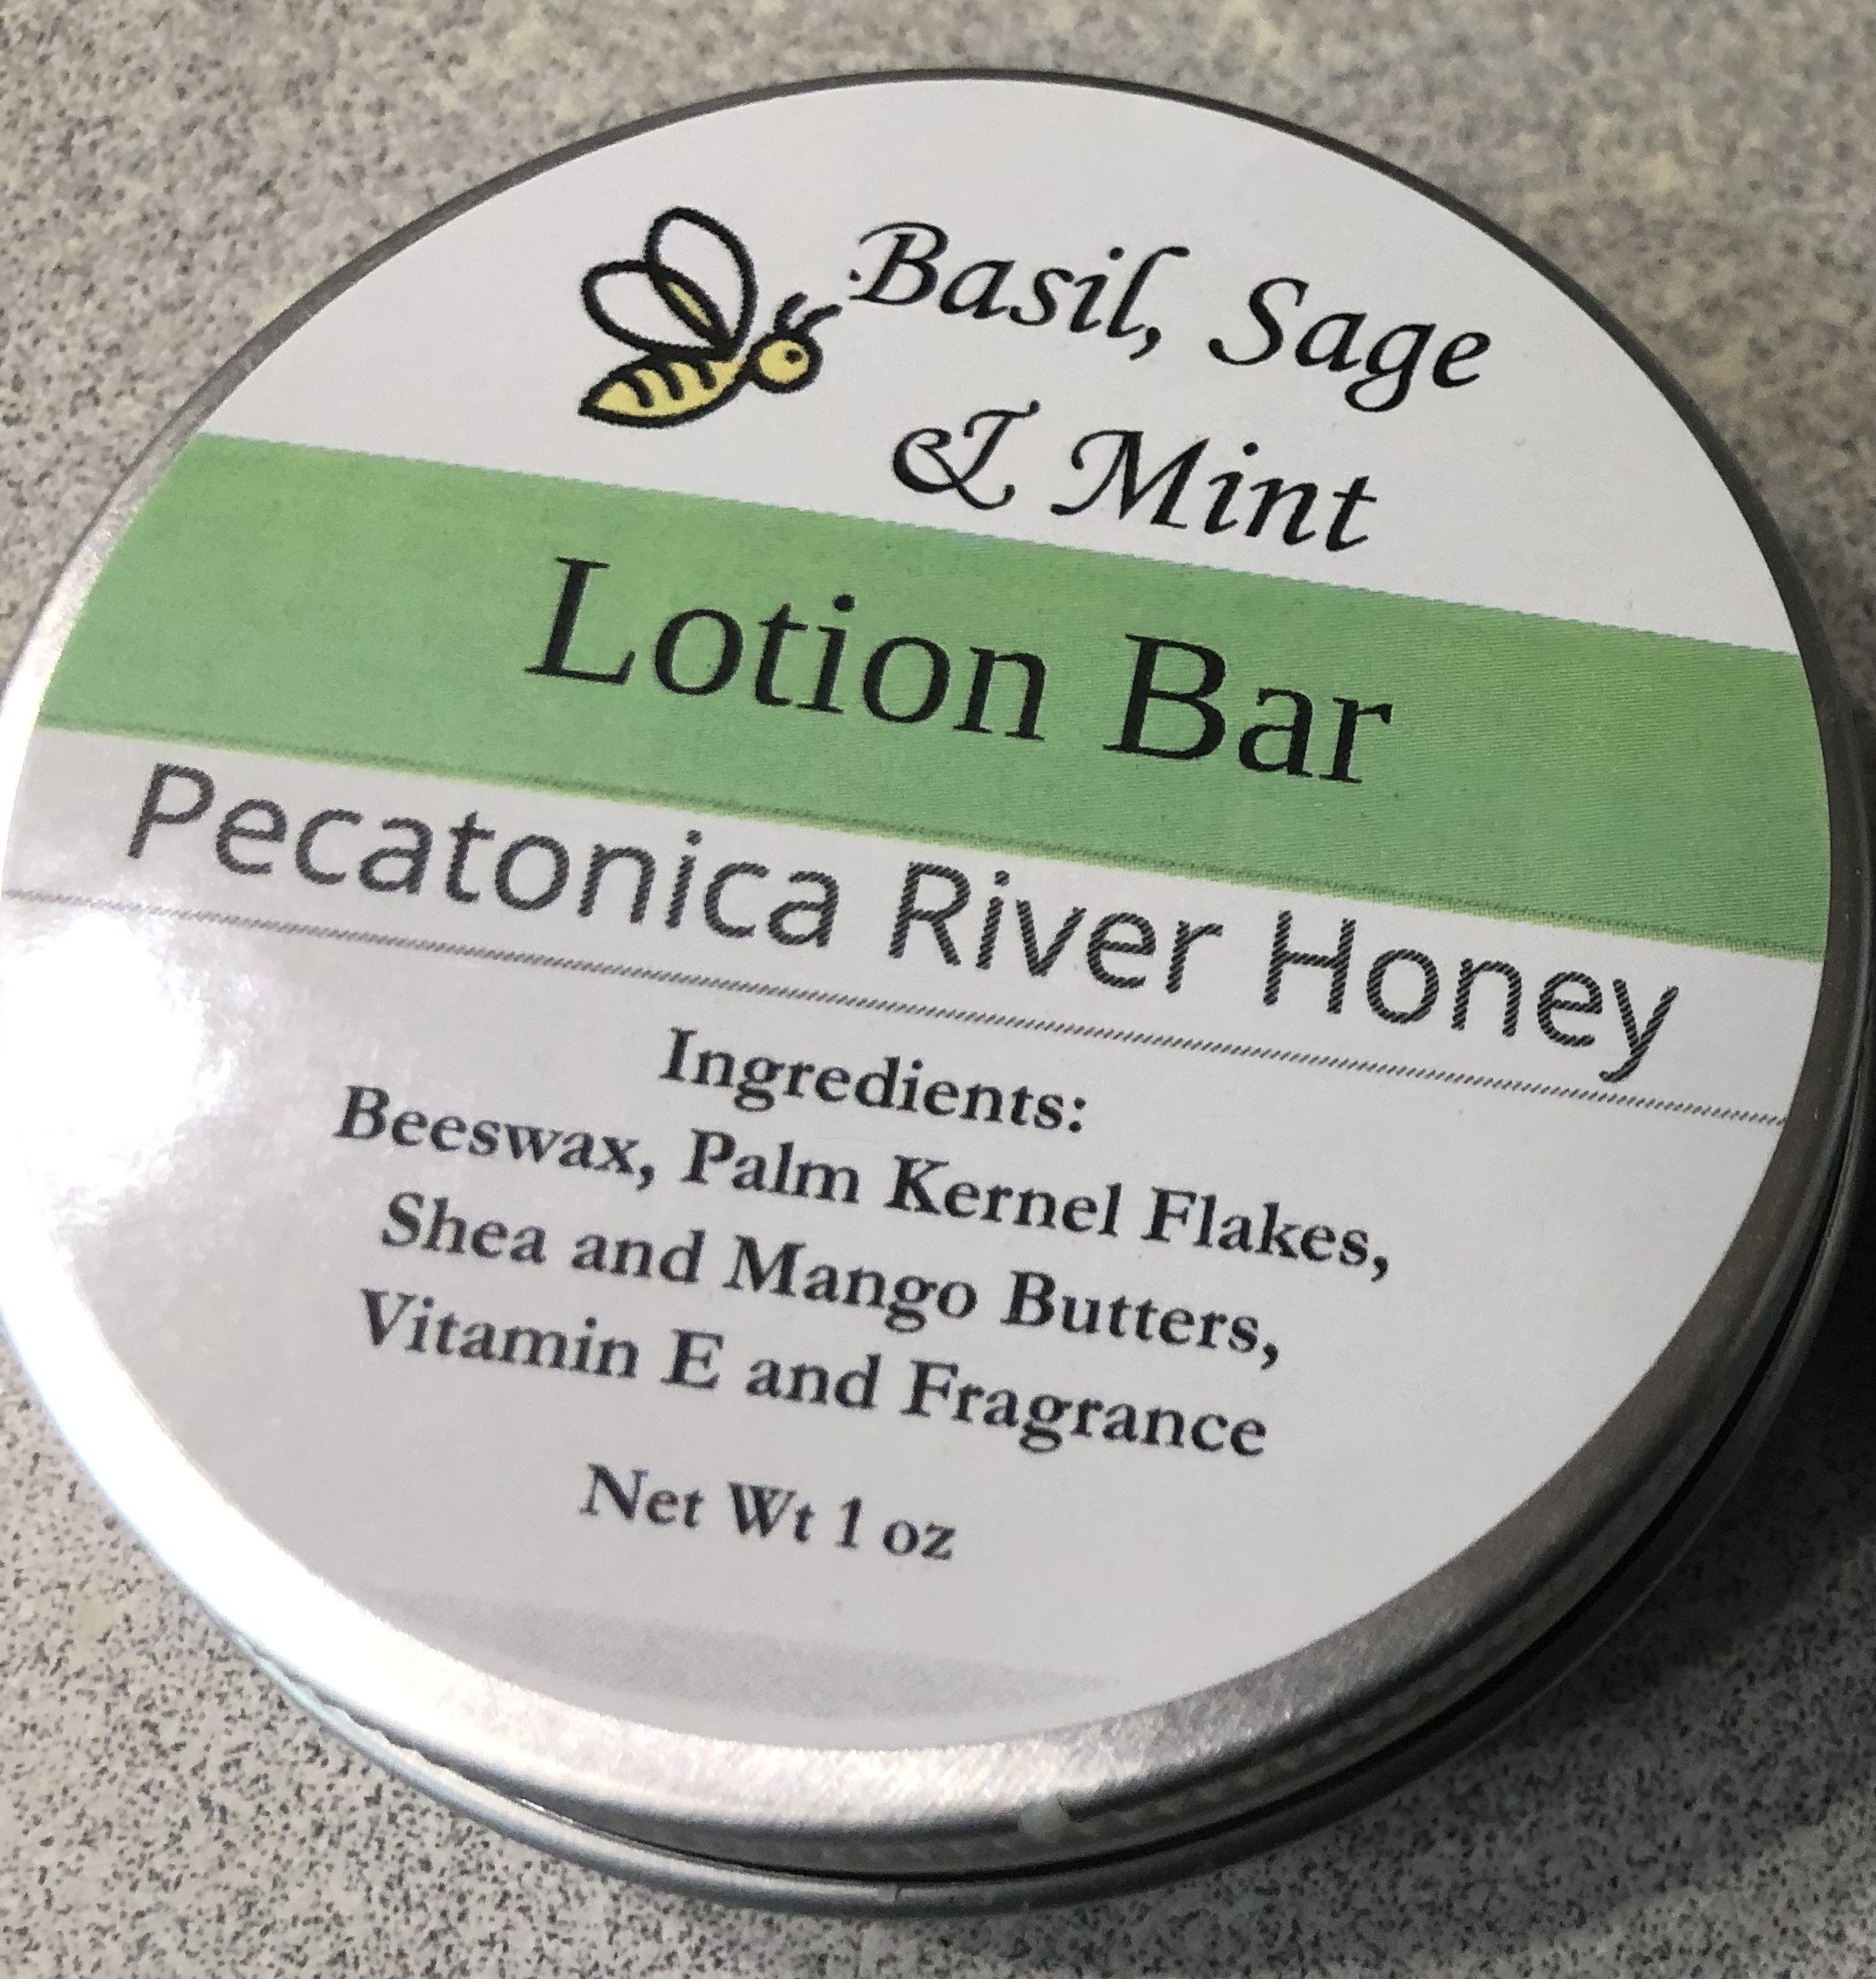 Basil, Sage
& Mint
Lotion Bar
Pecatonica River Honey
Ingredients:
Beeswax, Palm Kernel Flakes,
Shea and Mango Butters,
Vitamin E and Fragrance
Net Wt 1 oz